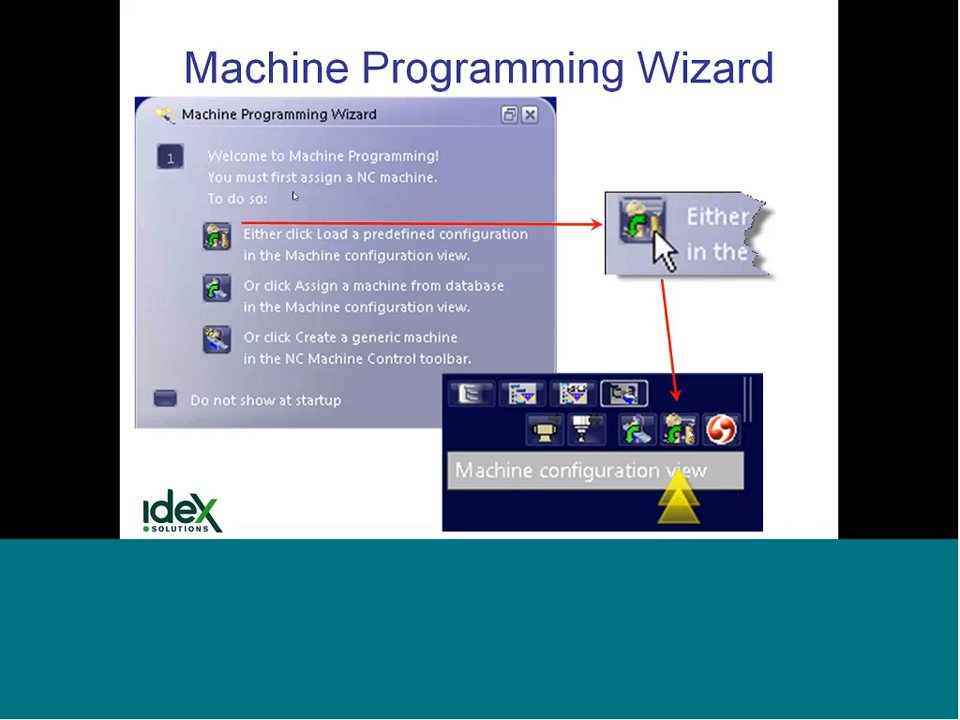 Machine Programming Wizard
Machine Programming Wizard
1
Welcome to Machine Programming!
You must first assign a NC machine.
To do so:
Either click Load a predefined configuration
in the Machine configuration view.
Or click Assign a machine from database
in the Machine configuration view.
Or click Create a generic machine
in the NC Machine Control toolbar.
Do not show at startup
Either
in the
Machine configuration view
idex
SOLUTIONS